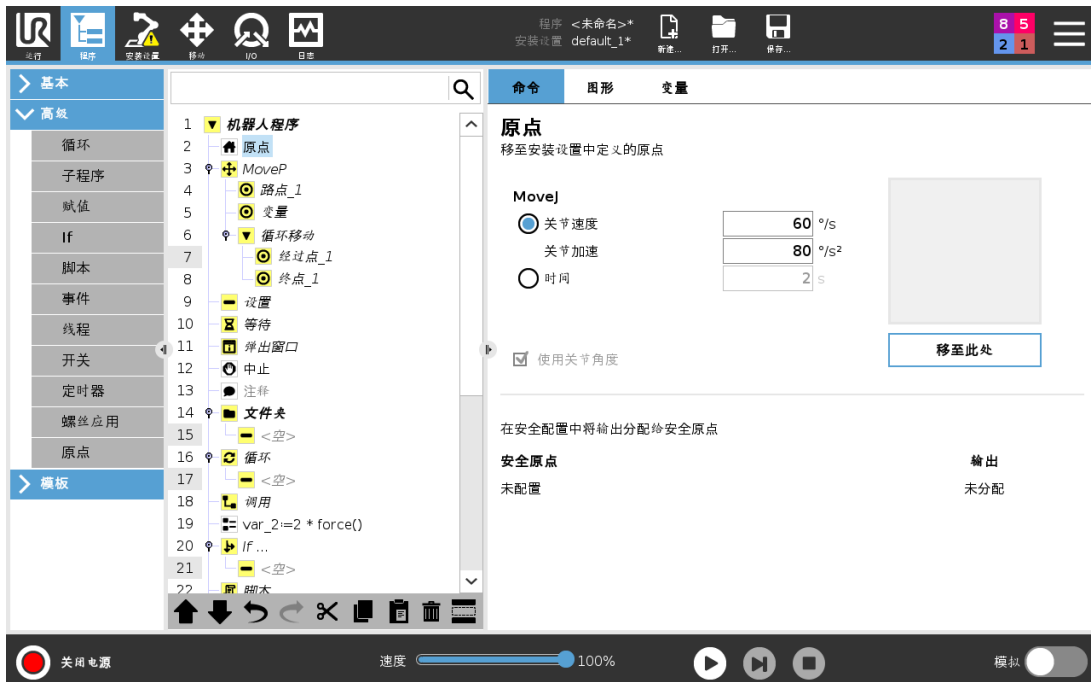 UR
运行
程序
安装设置
移动
I/O
日志
程序 <未命名>*
安装设置 default_1*
新建...
打开...
保存...
8 5
2 1
基本
高级
循环
子程序
赋值
If
脚本
事件
线程
开关
定时器
螺丝应用
原点
模板
1 机器人程序
2 原点
3 MoveP
4 路点_1
5 变量
6 循环移动
7 经过点_1
8 终点_1
9 设置
10 等待
11 弹出窗口
12 中止
13 注释
14 文件夹
15 <空>
16 循环
17 <空>
18 调用
19 var_2:=2 * force()
20 If ...
21 <空>
22 脚本
命令 图形 变量
原点
移至安装设置中定义的原点
MoveJ
关节速度 60 °/s
关节加速 80 °/s²
时间 2 s
移至此处
使用关节角度
在安全配置中将输出分配给安全原点
安全原点 输出
未配置 未分配
关闭电源
速度 100%
模拟